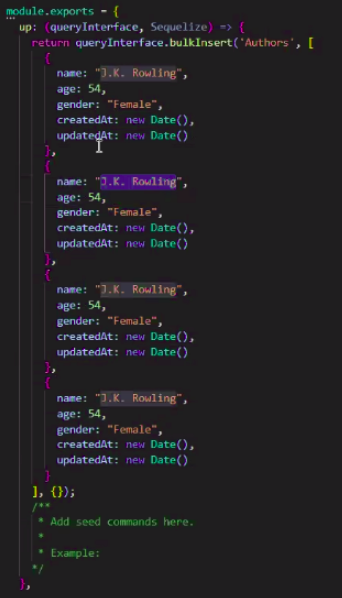 module.exports = {
up: (queryInterface, Sequelize) => {
return queryInterface.bulkInsert('Authors', [
{
name: "J.K. Rowling",
age: 54,
gender: "Female",
createdAt: new Date(),
updatedAt: new Date()
},
{
name: "J.K. Rowling",
age: 54,
gender: "Female",
createdAt: new Date(),
updatedAt: new Date()
},
{
name: "J.K. Rowling",
age: 54,
gender: "Female",
createdAt: new Date(),
updatedAt: new Date()
},
{
name: "J.K. Rowling",
age: 54,
gender: "Female",
createdAt: new Date(),
updatedAt: new Date()
}
], {});
/**
* Add seed commands here.
*
* Example:
*/
},